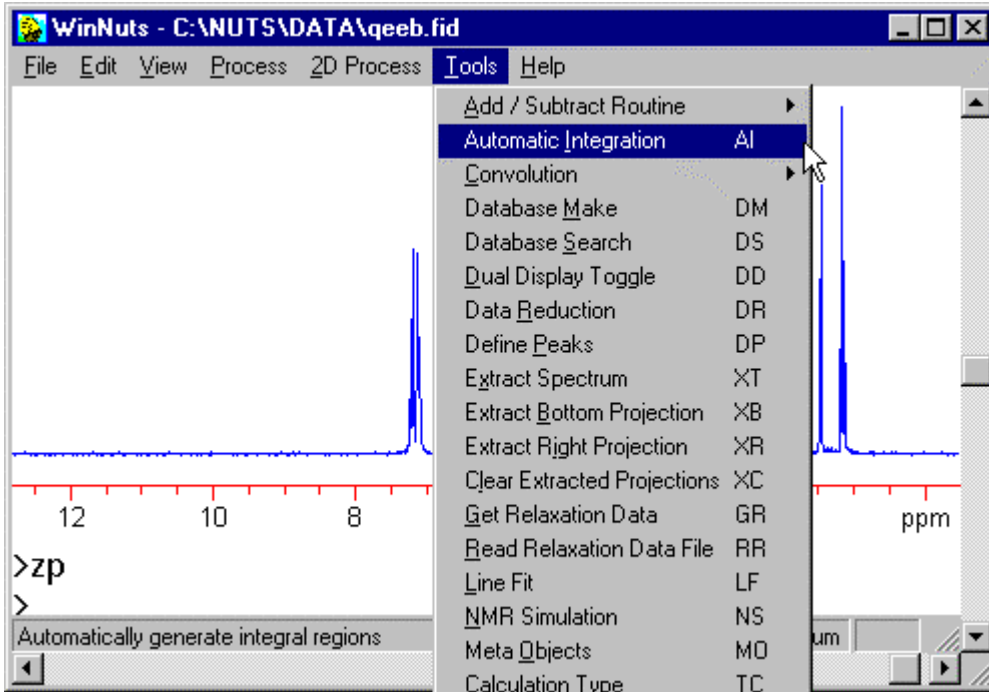 WinNuts - C:\NUTS\DATA\qeeb.fid
File Edit View Process 2D Process Tools Help
Add / Subtract Routine
Automatic Integration AI
Convolution
Database Make DM
Database Search DS
Dual Display Toggle DD
Data Reduction DR
Define Peaks DP
Extract Spectrum XT
Extract Bottom Projection XB
Extract Right Projection XR
Clear Extracted Projections XC
Get Relaxation Data GR
Read Relaxation Data File RR
Line Fit LF
NMR Simulation NS
Meta Objects MO
Calculation Type TC
12 10 8 ppm
>zp
>
Automatically generate integral regions um